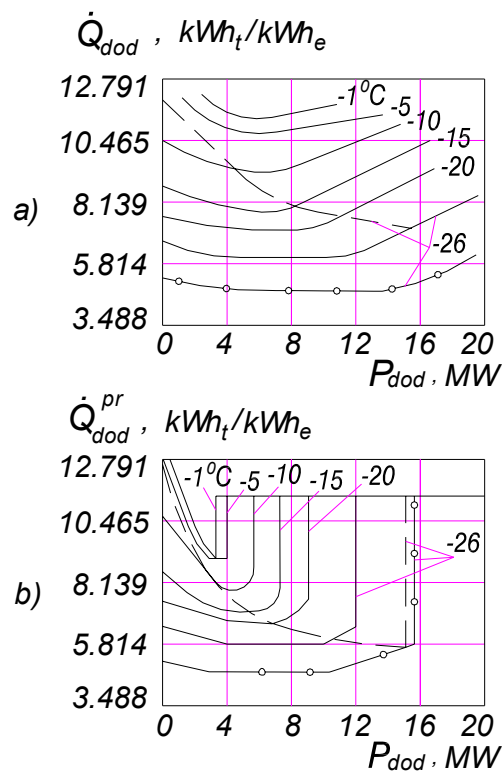 Q̇dod , kWht/kWhe
12.791
10.465
8.139
5.814
3.488
a)
-1⁰C
-5
-10
-15
-20
-26
0 4 8 12 16 20
Pdod , MW
Q̇dod pr , kWht/kWhe
12.791
10.465
8.139
5.814
3.488
b)
-1⁰C -5 -10 -15 -20
-26
0 4 8 12 16 20
Pdod , MW